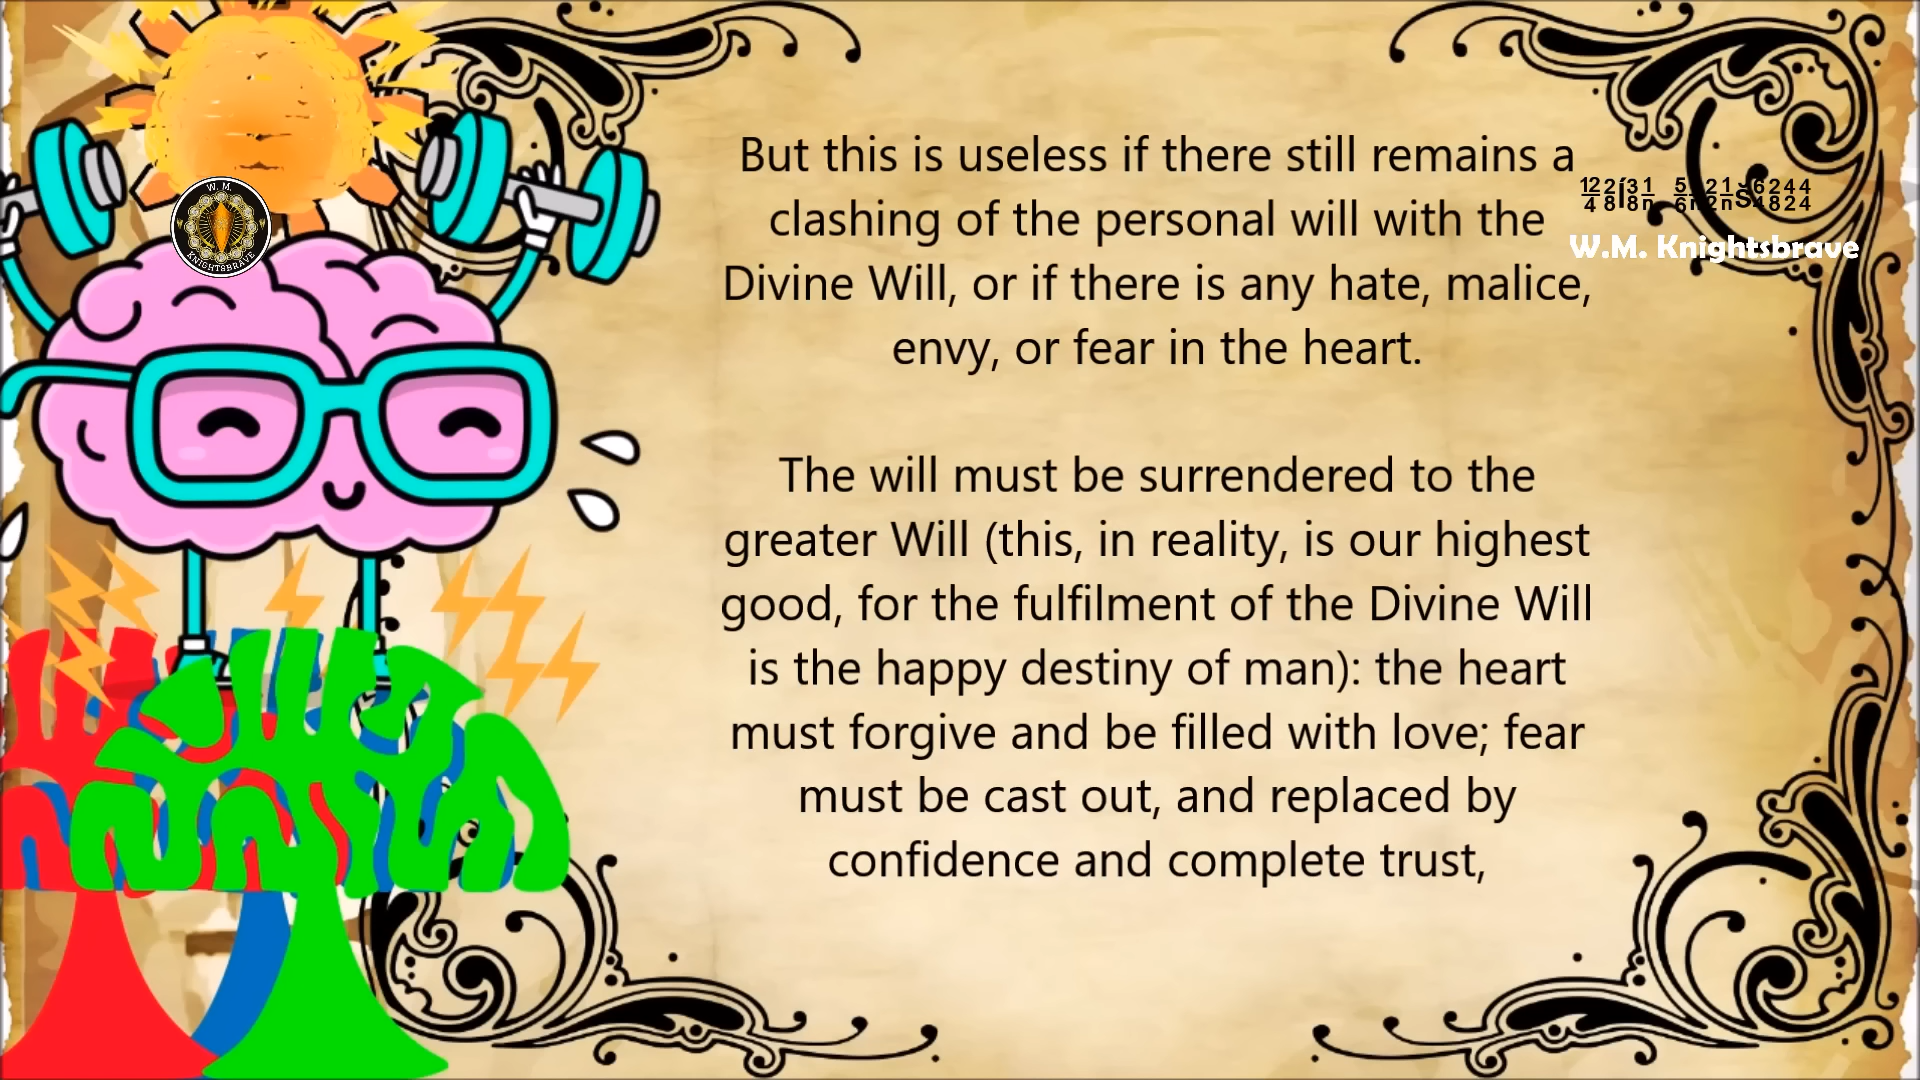 But this is useless if there still remains a
clashing of the personal will with the
Divine Will, or if there is any hate, malice,
envy, or fear in the heart.
The will must be surrendered to the
greater Will (this, in reality, is our highest
good, for the fulfilment of the Divine Will
is the happy destiny of man): the heart
must forgive and be filled with love; fear
must be cast out, and replaced by
confidence and complete trust,
W.M. Knightsbrave
W. M.
KNIGHTSBRAVE